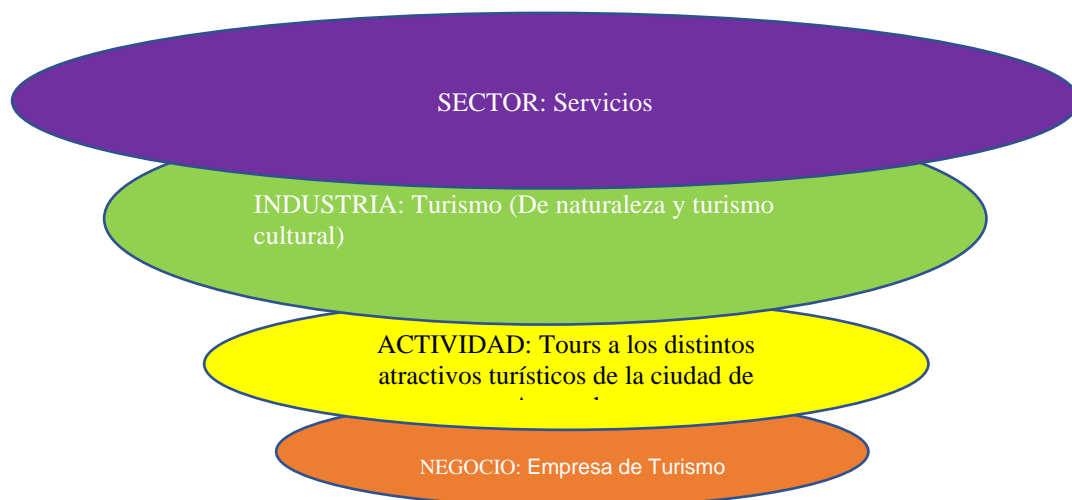 SECTOR: Servicios
INDUSTRIA: Turismo (De naturaleza y turismo
cultural)
ACTIVIDAD: Tours a los distintos
atractivos turísticos de la ciudad de
NEGOCIO: Empresa de Turismo